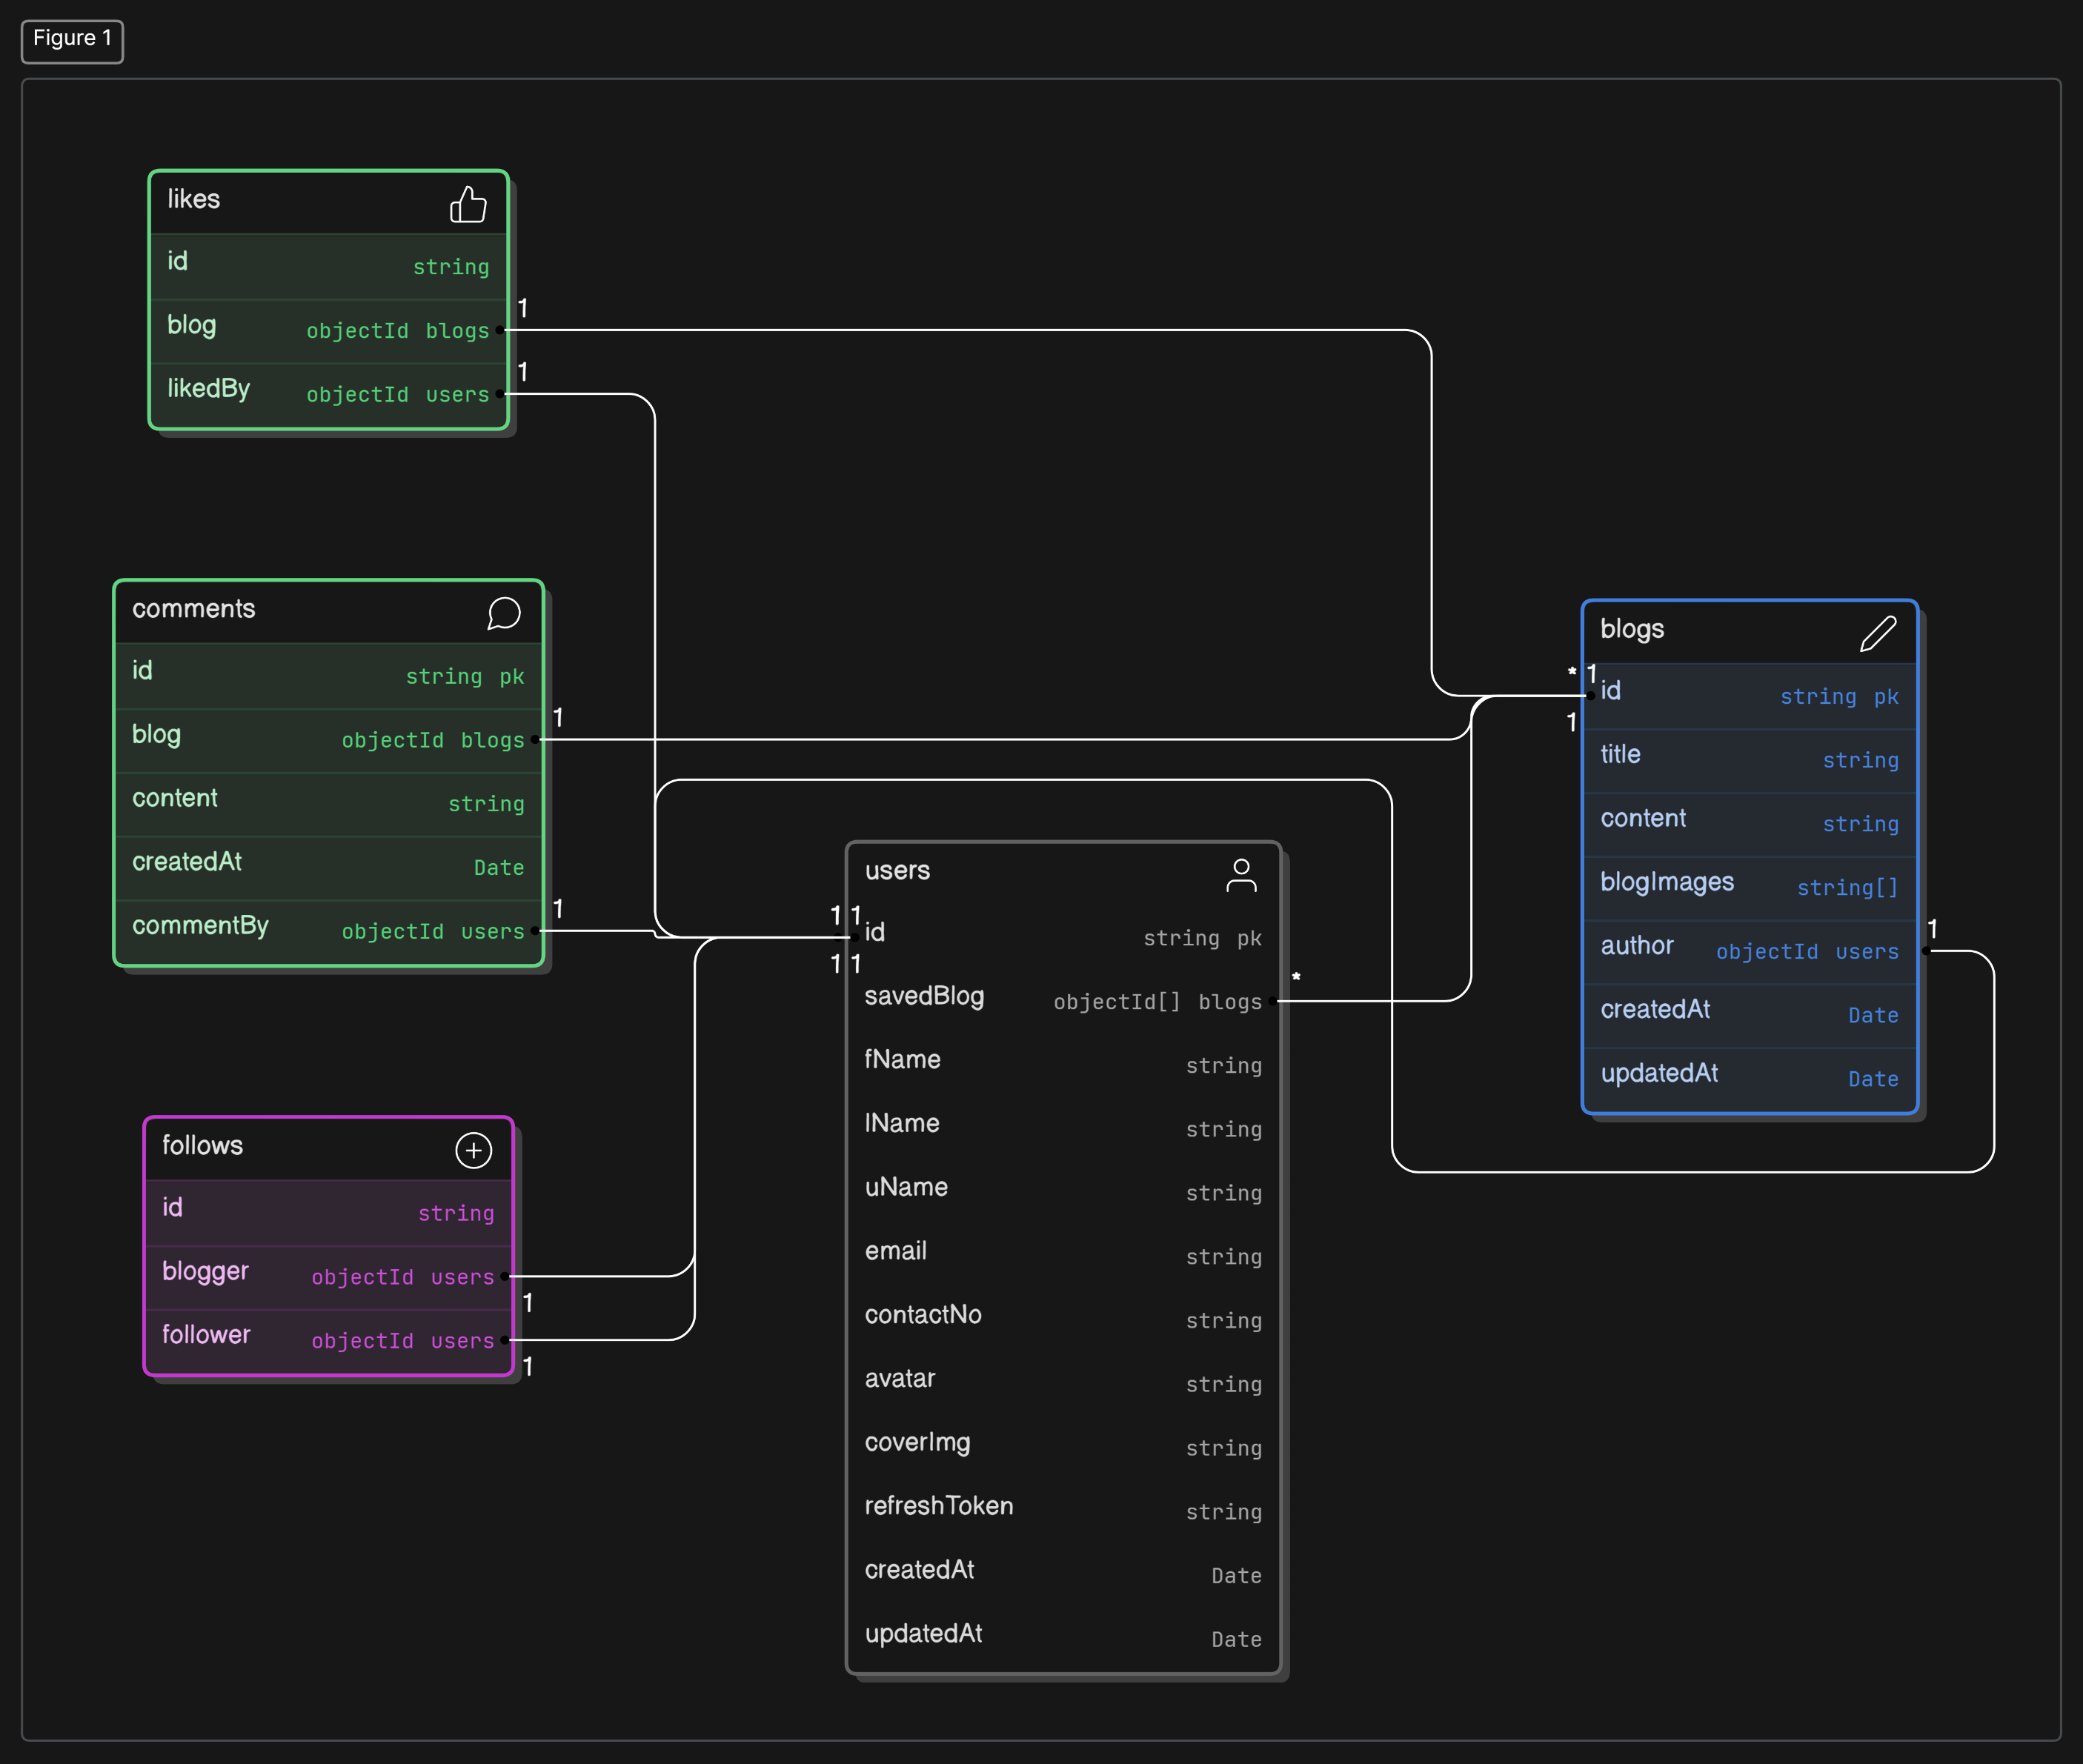 Figure 1
likes
id string
1
blog objectId blogs
1
likedBy objectId users
comments
id string pk
1
blog objectId blogs
content string
createdAt Date
1
commentBy objectId users
follows
id string
blogger objectId users
1
follower objectId users
1
users
1 1
id string pk
1 1
*
savedBlog objectId[] blogs
fName string
lName string
uName string
email string
contactNo string
avatar string
coverImg string
refreshToken string
createdAt Date
updatedAt Date
blogs
* 1
id string pk
1
title string
content string
blogImages string[]
1
author objectId users
createdAt Date
updatedAt Date